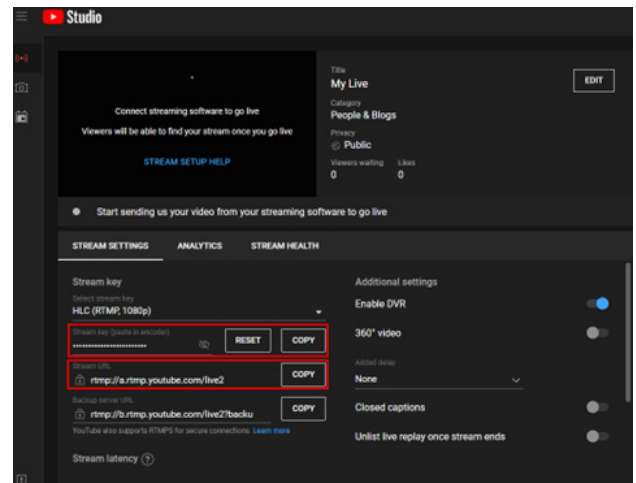 Studio
Connect streaming software to go live
Viewers will be able to find your stream once you go live
STREAM SETUP HELP
Title
My Live
EDIT
Category
People & Blogs
Privacy
Public
Viewers waiting Likes
0 0
Start sending us your video from your streaming software to go live
STREAM SETTINGS ANALYTICS STREAM HEALTH
Stream key
Select stream key
HLC (RTMP, 1080p)
Stream key (paste in encoder)
••••••••••••••••••••••••
RESET COPY
Stream URL
rtmp://a.rtmp.youtube.com/live2
COPY
Backup server URL
rtmp://b.rtmp.youtube.com/live2?backu
COPY
YouTube also supports RTMPS for secure connections. Learn more
Stream latency
Additional settings
Enable DVR
360° video
Added delay
None
Closed captions
Unlist live replay once stream ends